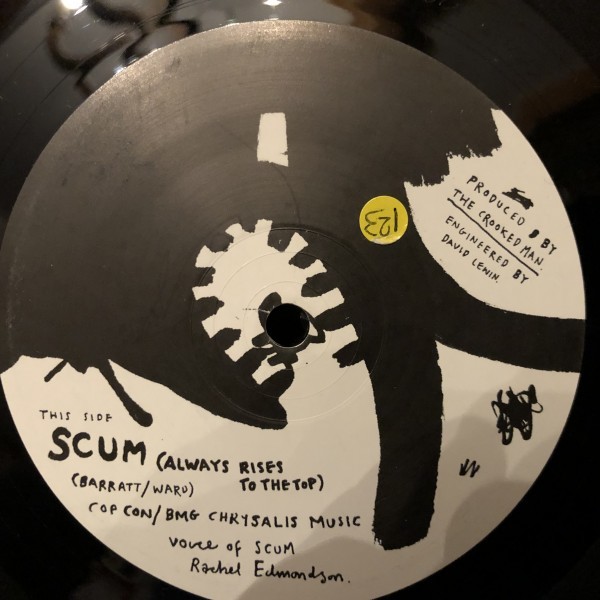 PRODUCED BY
THE CROOKED MAN.
ENGINEERED BY
DAVID LEWIN.
123
THIS SIDE
SCUM (ALWAYS RISES
TO THE TOP)
(BARRATT/WARD)
COP CON/BMG CHRYSALIS MUSIC
VOICE of SCUM
Rachel Edmondson.